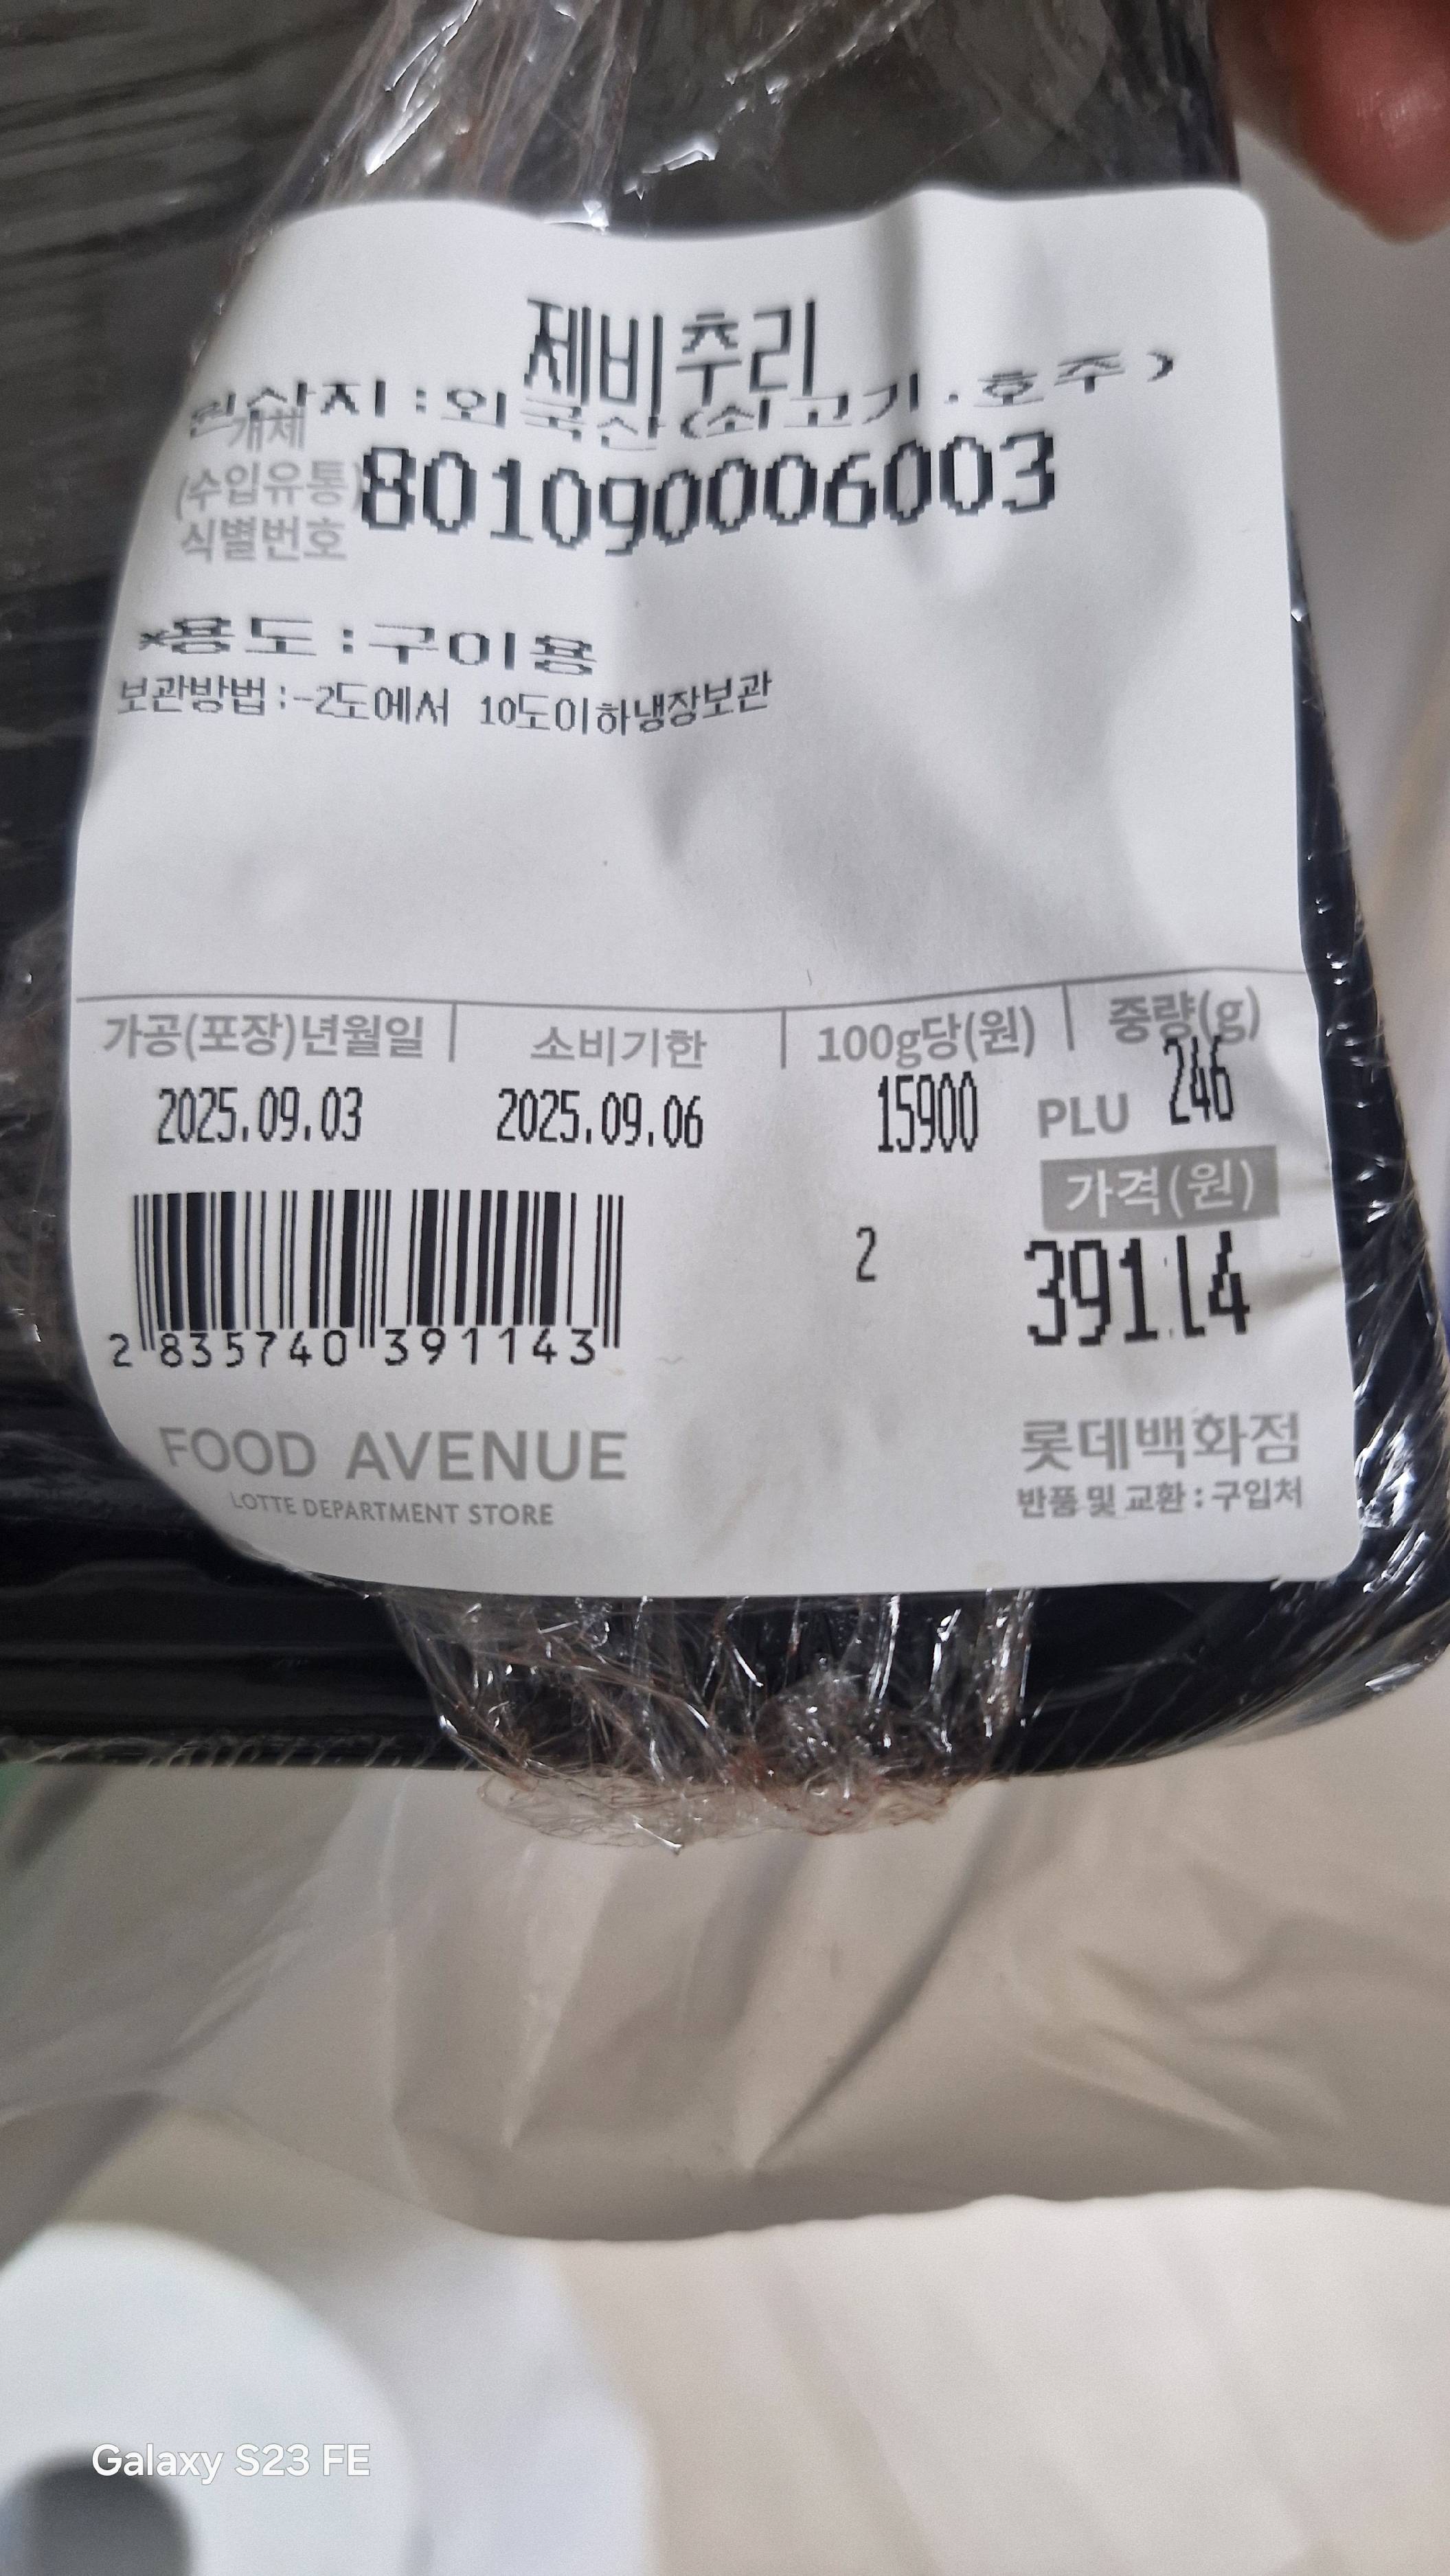 제비추리
원산지:외국산(쇠고기.호주)
개체
(수입유통)
식별번호
801090006003
*용도:구이용
보관방법:-2도에서 10도이하냉장보관
가공(포장)년월일 소비기한 100g당(원) 중량(g)
2025.09.03 2025.09.06 15900 PLU 246
가격(원)
2 39114
2 835740 391143
FOOD AVENUE
LOTTE DEPARTMENT STORE
롯데백화점
반품 및 교환 : 구입처
Galaxy S23 FE